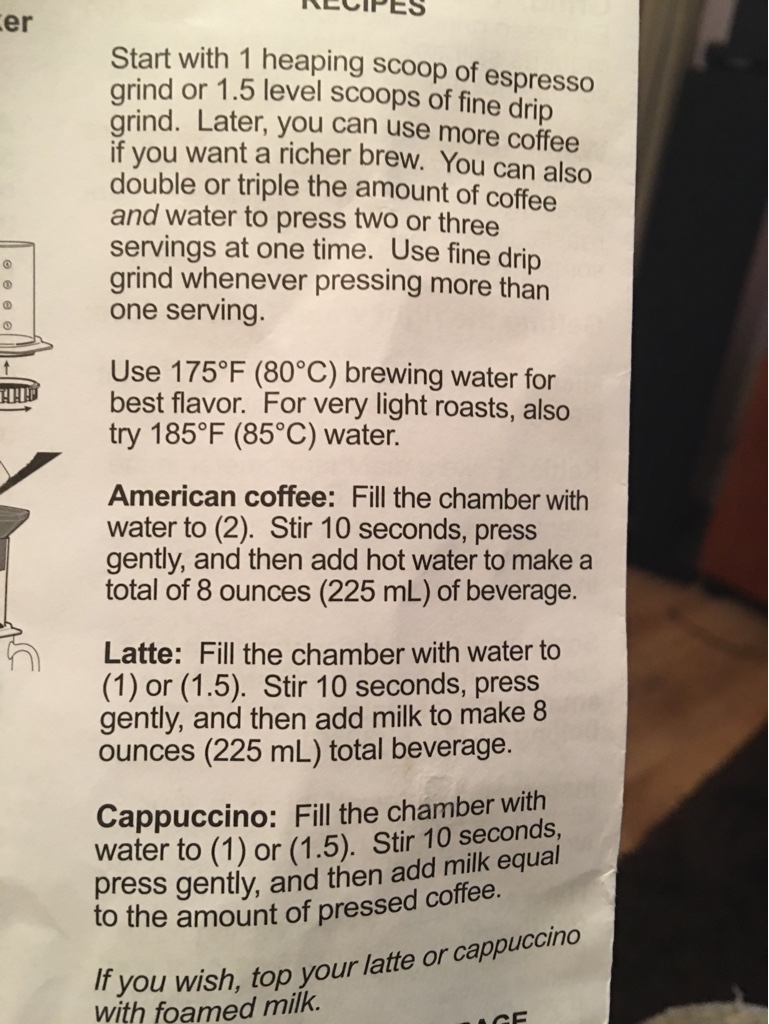 RECIPES
Start with 1 heaping scoop of espresso
grind or 1.5 level scoops of fine drip
grind. Later, you can use more coffee
if you want a richer brew. You can also
double or triple the amount of coffee
and water to press two or three
servings at one time. Use fine drip
grind whenever pressing more than
one serving.
Use 175°F (80°C) brewing water for
best flavor. For very light roasts, also
try 185°F (85°C) water.
American coffee: Fill the chamber with
water to (2). Stir 10 seconds, press
gently, and then add hot water to make a
total of 8 ounces (225 mL) of beverage.
Latte: Fill the chamber with water to
(1) or (1.5). Stir 10 seconds, press
gently, and then add milk to make 8
ounces (225 mL) total beverage.
Cappuccino: Fill the chamber with
water to (1) or (1.5). Stir 10 seconds,
press gently, and then add milk equal
to the amount of pressed coffee.
If you wish, top your latte or cappuccino
with foamed milk.